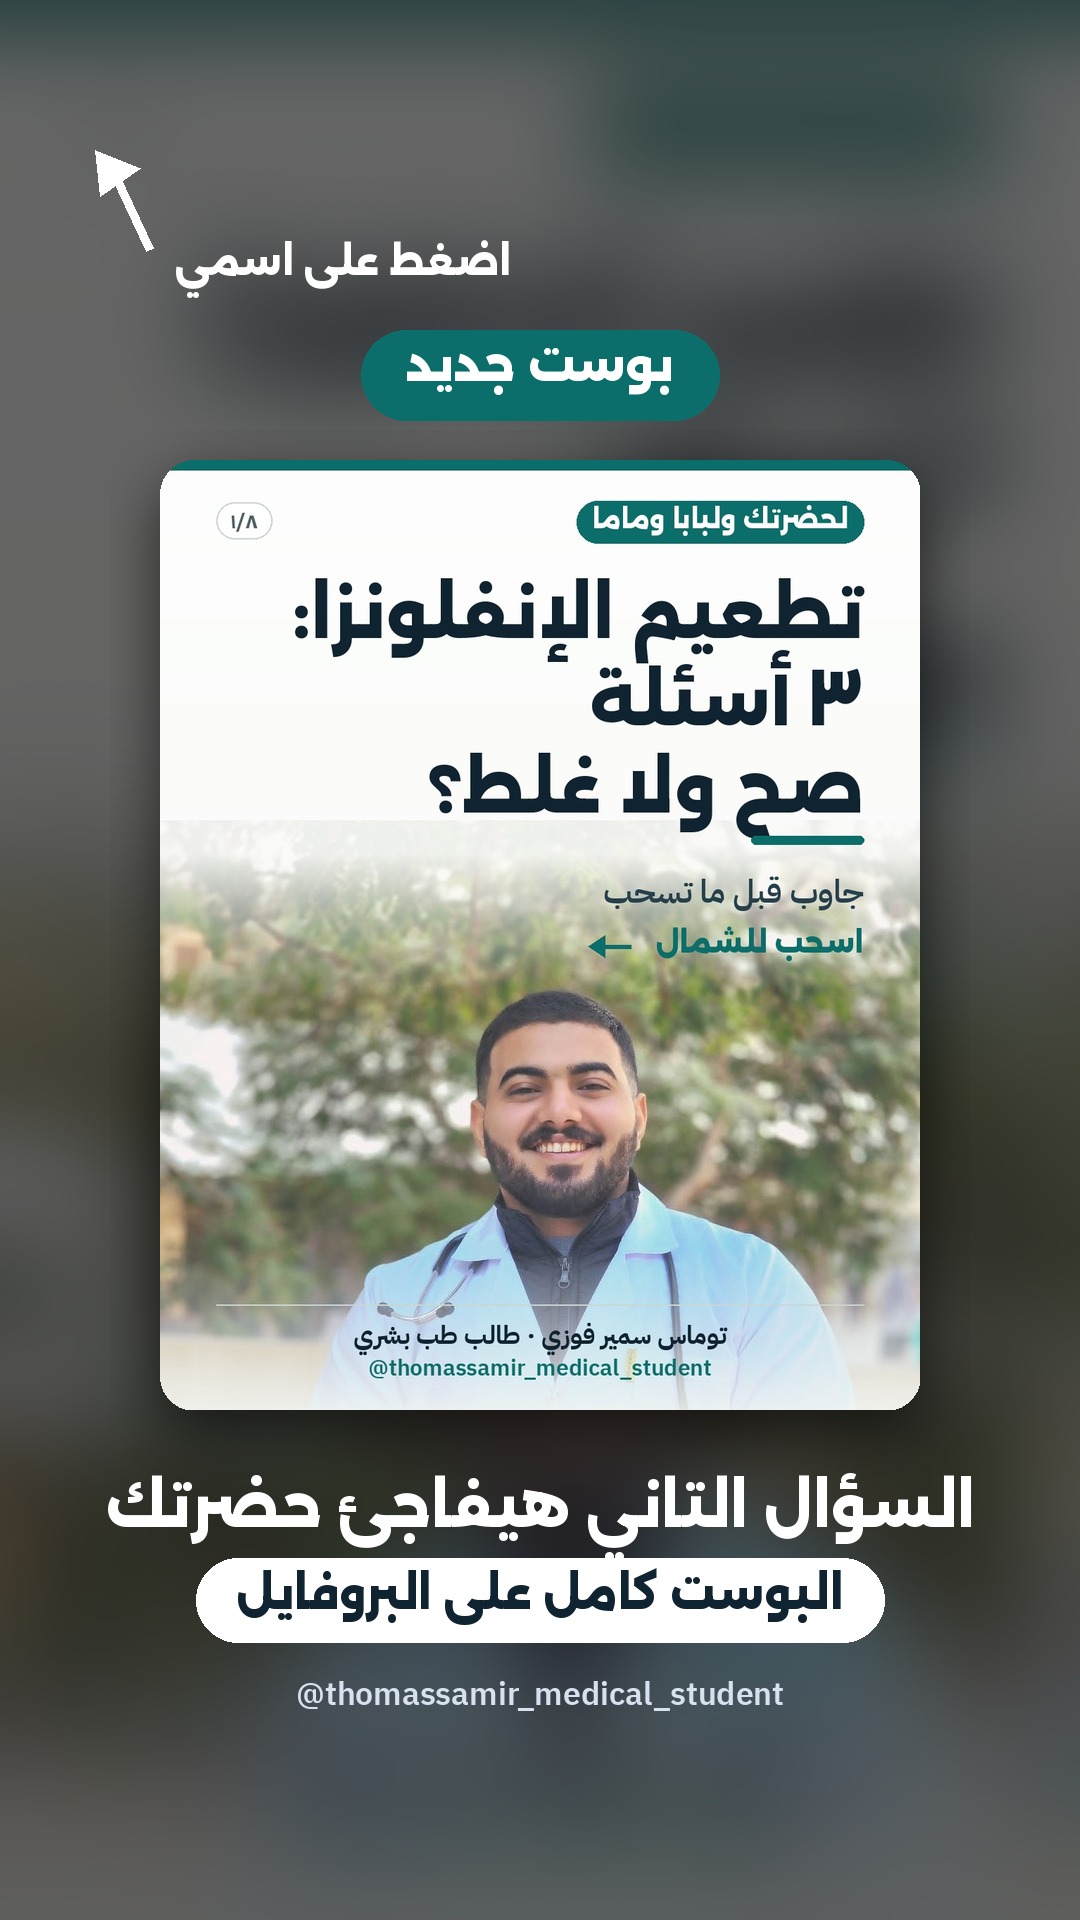 اضغط على اسمي
بوست جديد
لحضرتك ولبابا وماما
١/٨
تطعيم الإنفلونزا:
٣ أسئلة
صح ولا غلط؟
جاوب قبل ما تسحب
اسحب للشمال
توماس سمير فوزي · طالب طب بشري
@thomassamir_medical_student
السؤال التاني هيفاجئ حضرتك
البوست كامل على البروفايل
@thomassamir_medical_student